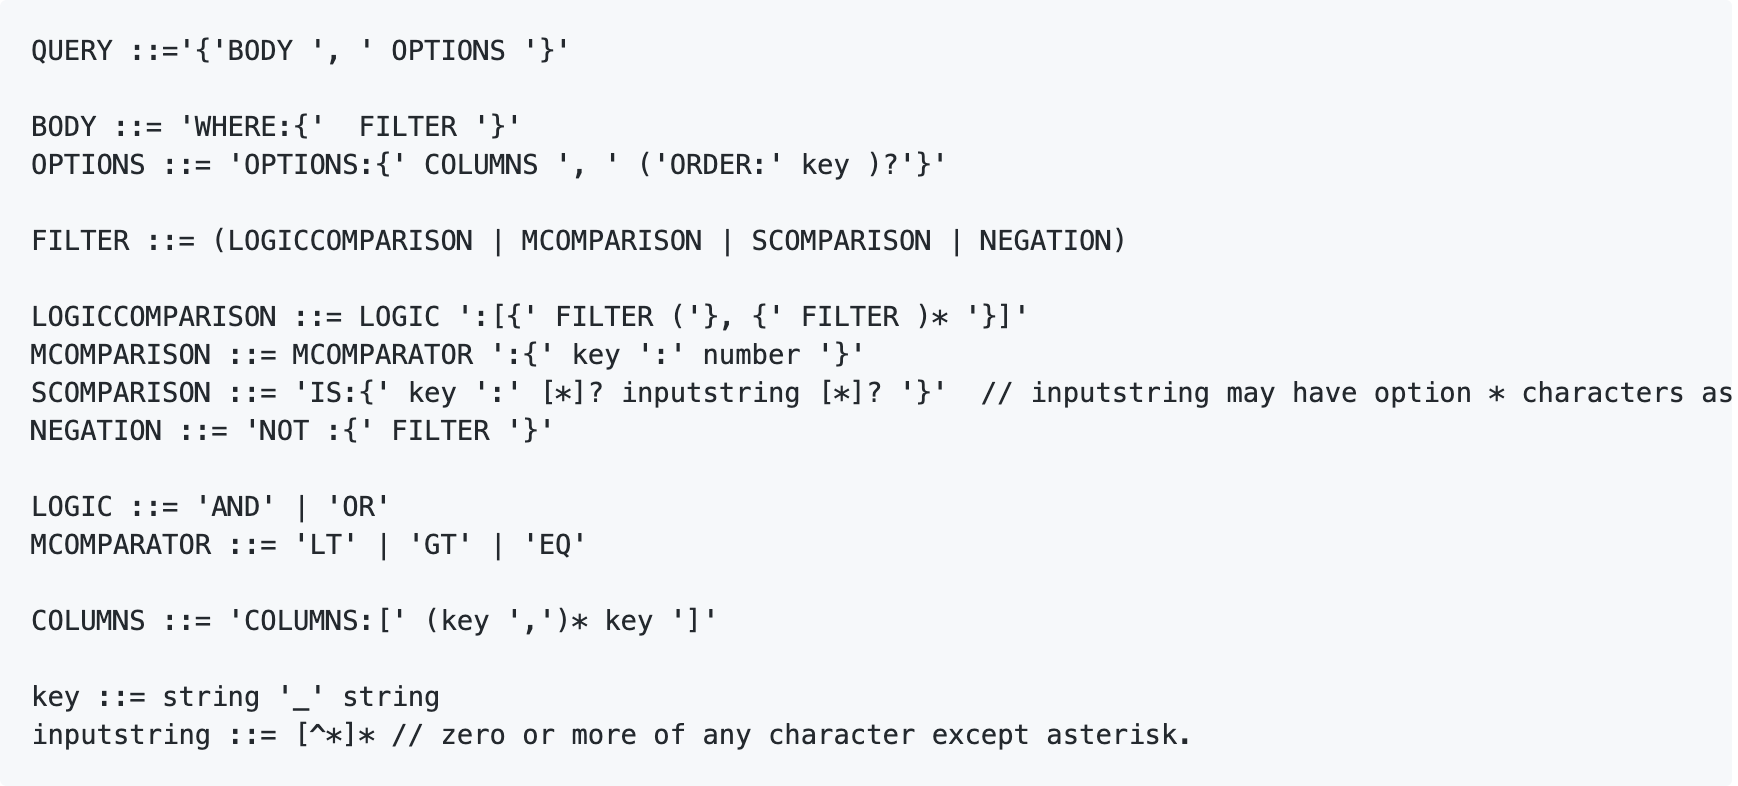 QUERY ::='{'BODY ', ' OPTIONS '}'
BODY ::= 'WHERE:{'  FILTER '}'
OPTIONS ::= 'OPTIONS:{' COLUMNS ', ' ('ORDER:' key )?'}'
FILTER ::= (LOGICCOMPARISON | MCOMPARISON | SCOMPARISON | NEGATION)
LOGICCOMPARISON ::= LOGIC ':[{' FILTER ('}, {' FILTER )* '}]'
MCOMPARISON ::= MCOMPARATOR ':{' key ':' number '}'
SCOMPARISON ::= 'IS:{' key ':' [*]? inputstring [*]? '}'  // inputstring may have option * characters as
NEGATION ::= 'NOT :{' FILTER '}'
LOGIC ::= 'AND' | 'OR'
MCOMPARATOR ::= 'LT' | 'GT' | 'EQ'
COLUMNS ::= 'COLUMNS:[' (key ',')* key ']'
key ::= string '_' string
inputstring ::= [^*]* // zero or more of any character except asterisk.